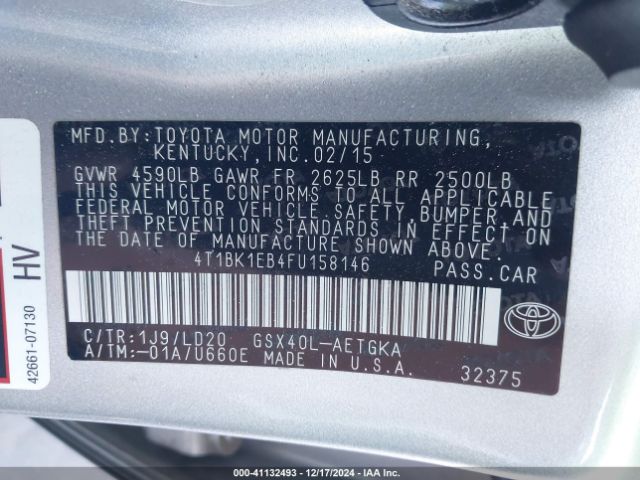 MFD.BY:TOYOTA MOTOR MANUFACTURING,
KENTUCKY,INC.02/15
GVWR 4590LB GAWR FR 2625LB RR 2500LB
THIS VEHICLE CONFORMS TO ALL APPLICABLE
FEDERAL MOTOR VEHICLE SAFETY,BUMPER,AND
THEFT PREVENTION STANDARDS IN EFFECT ON
THE DATE OF MANUFACTURE SHOWN ABOVE.
4T1BK1EB4FU158146 PASS.CAR
C/TR:1J9/LD20 GSX40L-AETGKA
A/TM:-01A/U660E MADE IN U.S.A. 32375
HV
42661-07130
© - 41132493 - 12/17/2024 - IAA Inc.